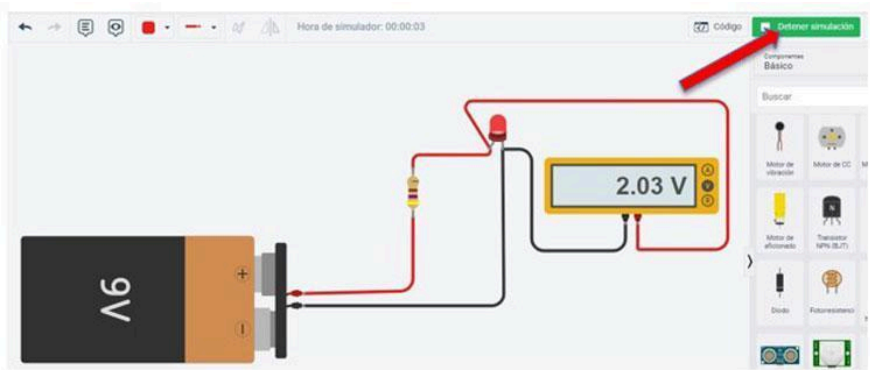 Hora de simulador: 00:00:03
Código
Detener simulación
Componentes
Básico
Buscar
Motor de vibración
Motor de CC
M
Motor de aficionado
Transistor NPN (BJT)
Diodo
Fotorresistenci
2.03 V
A
V
R
9V
+
N